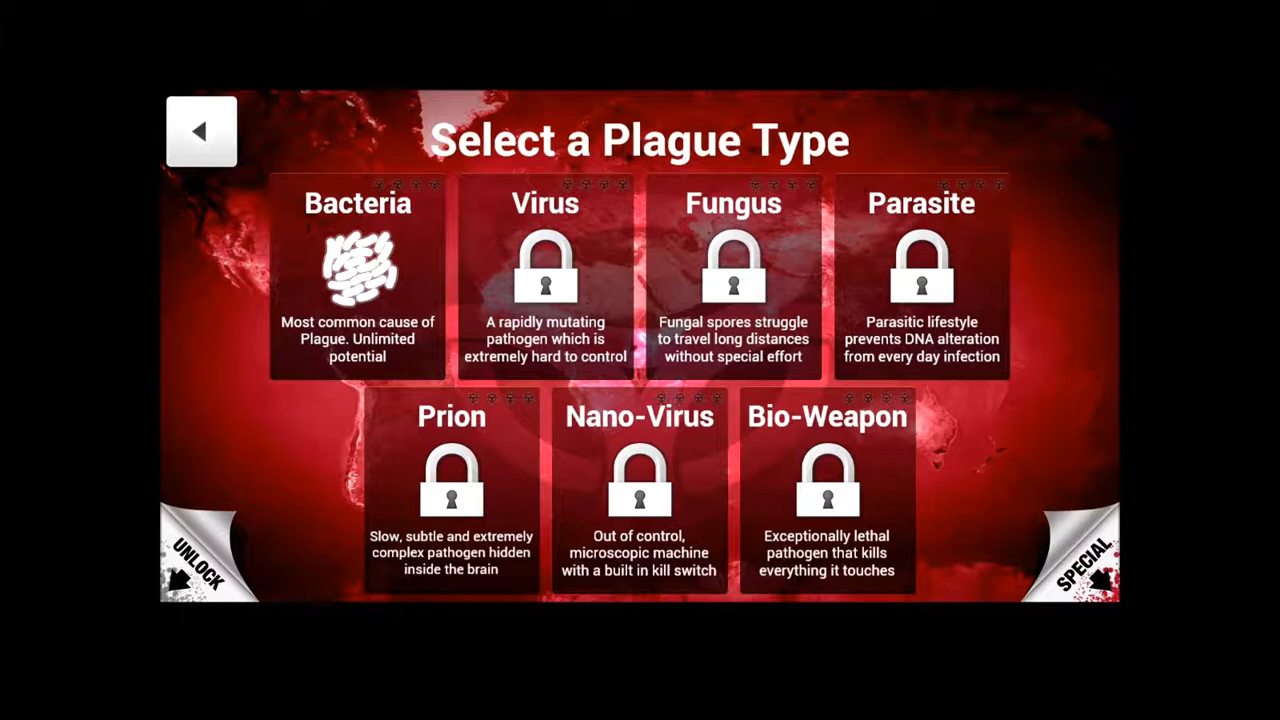 Select a Plague Type
Bacteria
Most common cause of
Plague. Unlimited
potential
Virus
A rapidly mutating
pathogen which is
extremely hard to control
Fungus
Fungal spores struggle
to travel long distances
without special effort
Parasite
Parasitic lifestyle
prevents DNA alteration
from every day infection
Prion
Slow, subtle and extremely
complex pathogen hidden
inside the brain
Nano-Virus
Out of control,
microscopic machine
with a built in kill switch
Bio-Weapon
Exceptionally lethal
pathogen that kills
everything it touches
UNLOCK
SPECIAL